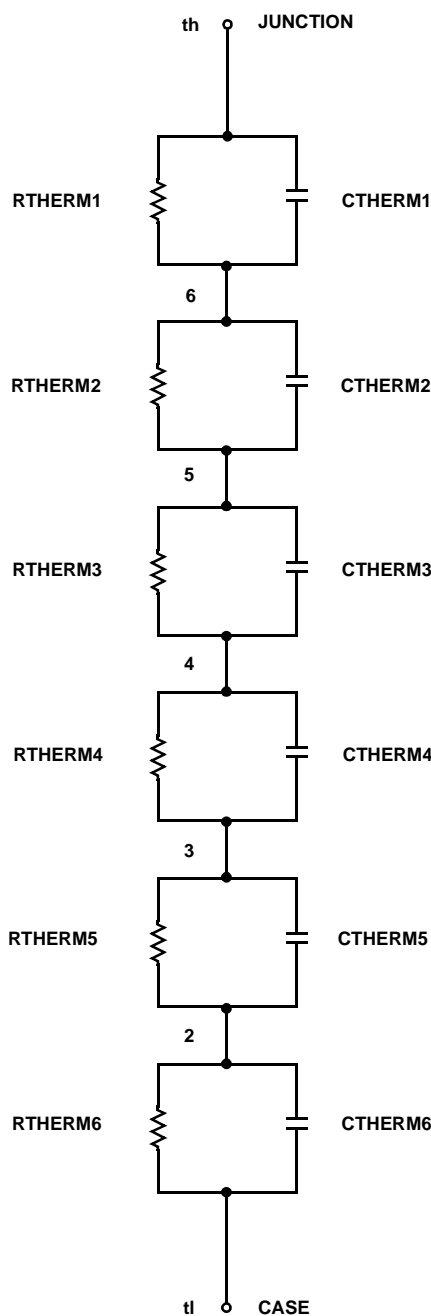 th JUNCTION
RTHERM1 CTHERM1
6
RTHERM2 CTHERM2
5
RTHERM3 CTHERM3
4
RTHERM4 CTHERM4
3
RTHERM5 CTHERM5
2
RTHERM6 CTHERM6
tl CASE